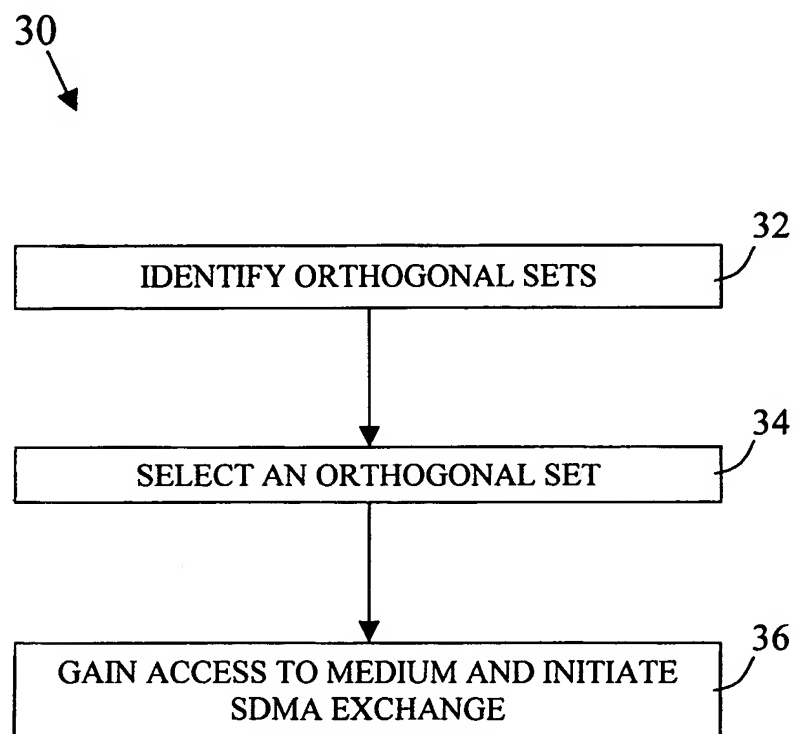 30
32
IDENTIFY ORTHOGONAL SETS
34
SELECT AN ORTHOGONAL SET
36
GAIN ACCESS TO MEDIUM AND INITIATE
SDMA EXCHANGE